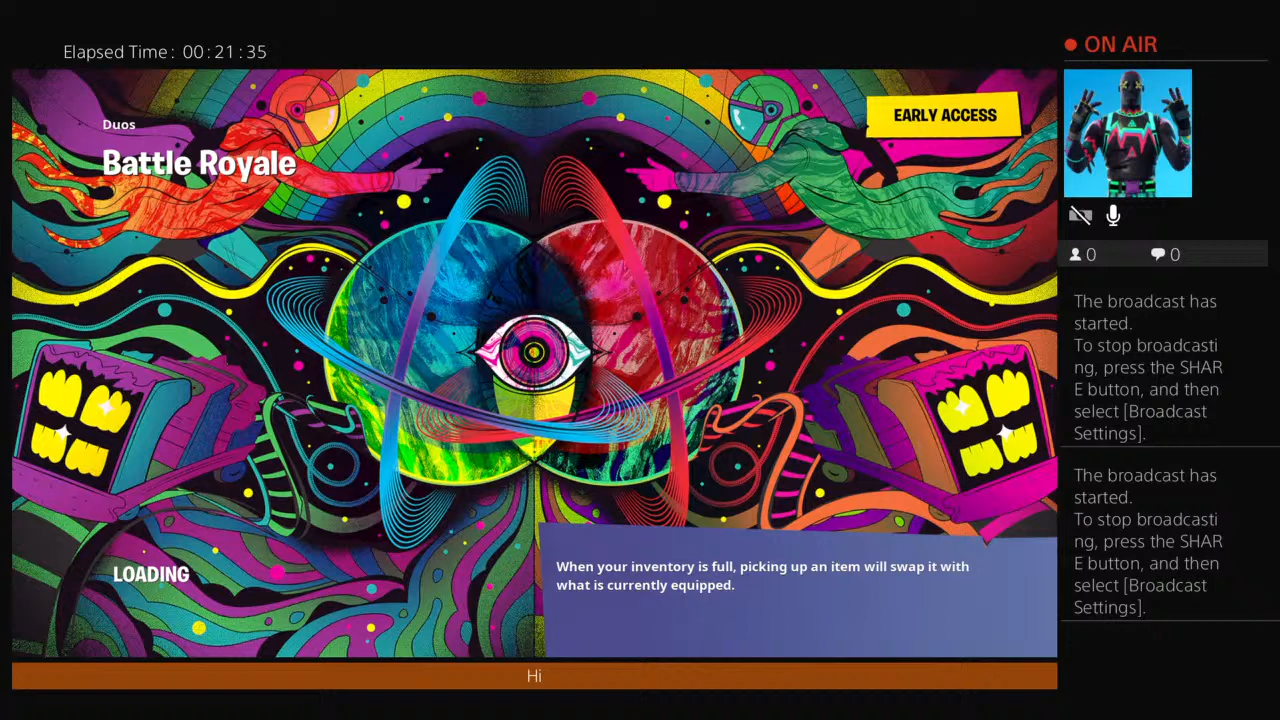 Elapsed Time: 00:21:35
ON AIR
Duos
Battle Royale
EARLY ACCESS
0
0
The broadcast has
started.
To stop broadcasti
ng, press the SHAR
E button, and then
select [Broadcast
Settings].
The broadcast has
started.
To stop broadcasti
ng, press the SHAR
E button, and then
select [Broadcast
Settings].
LOADING
When your inventory is full, picking up an item will swap it with
what is currently equipped.
Hi